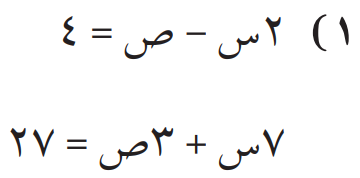 ١) ٢س – ص = ٤
٧س + ٣ص = ٢٧